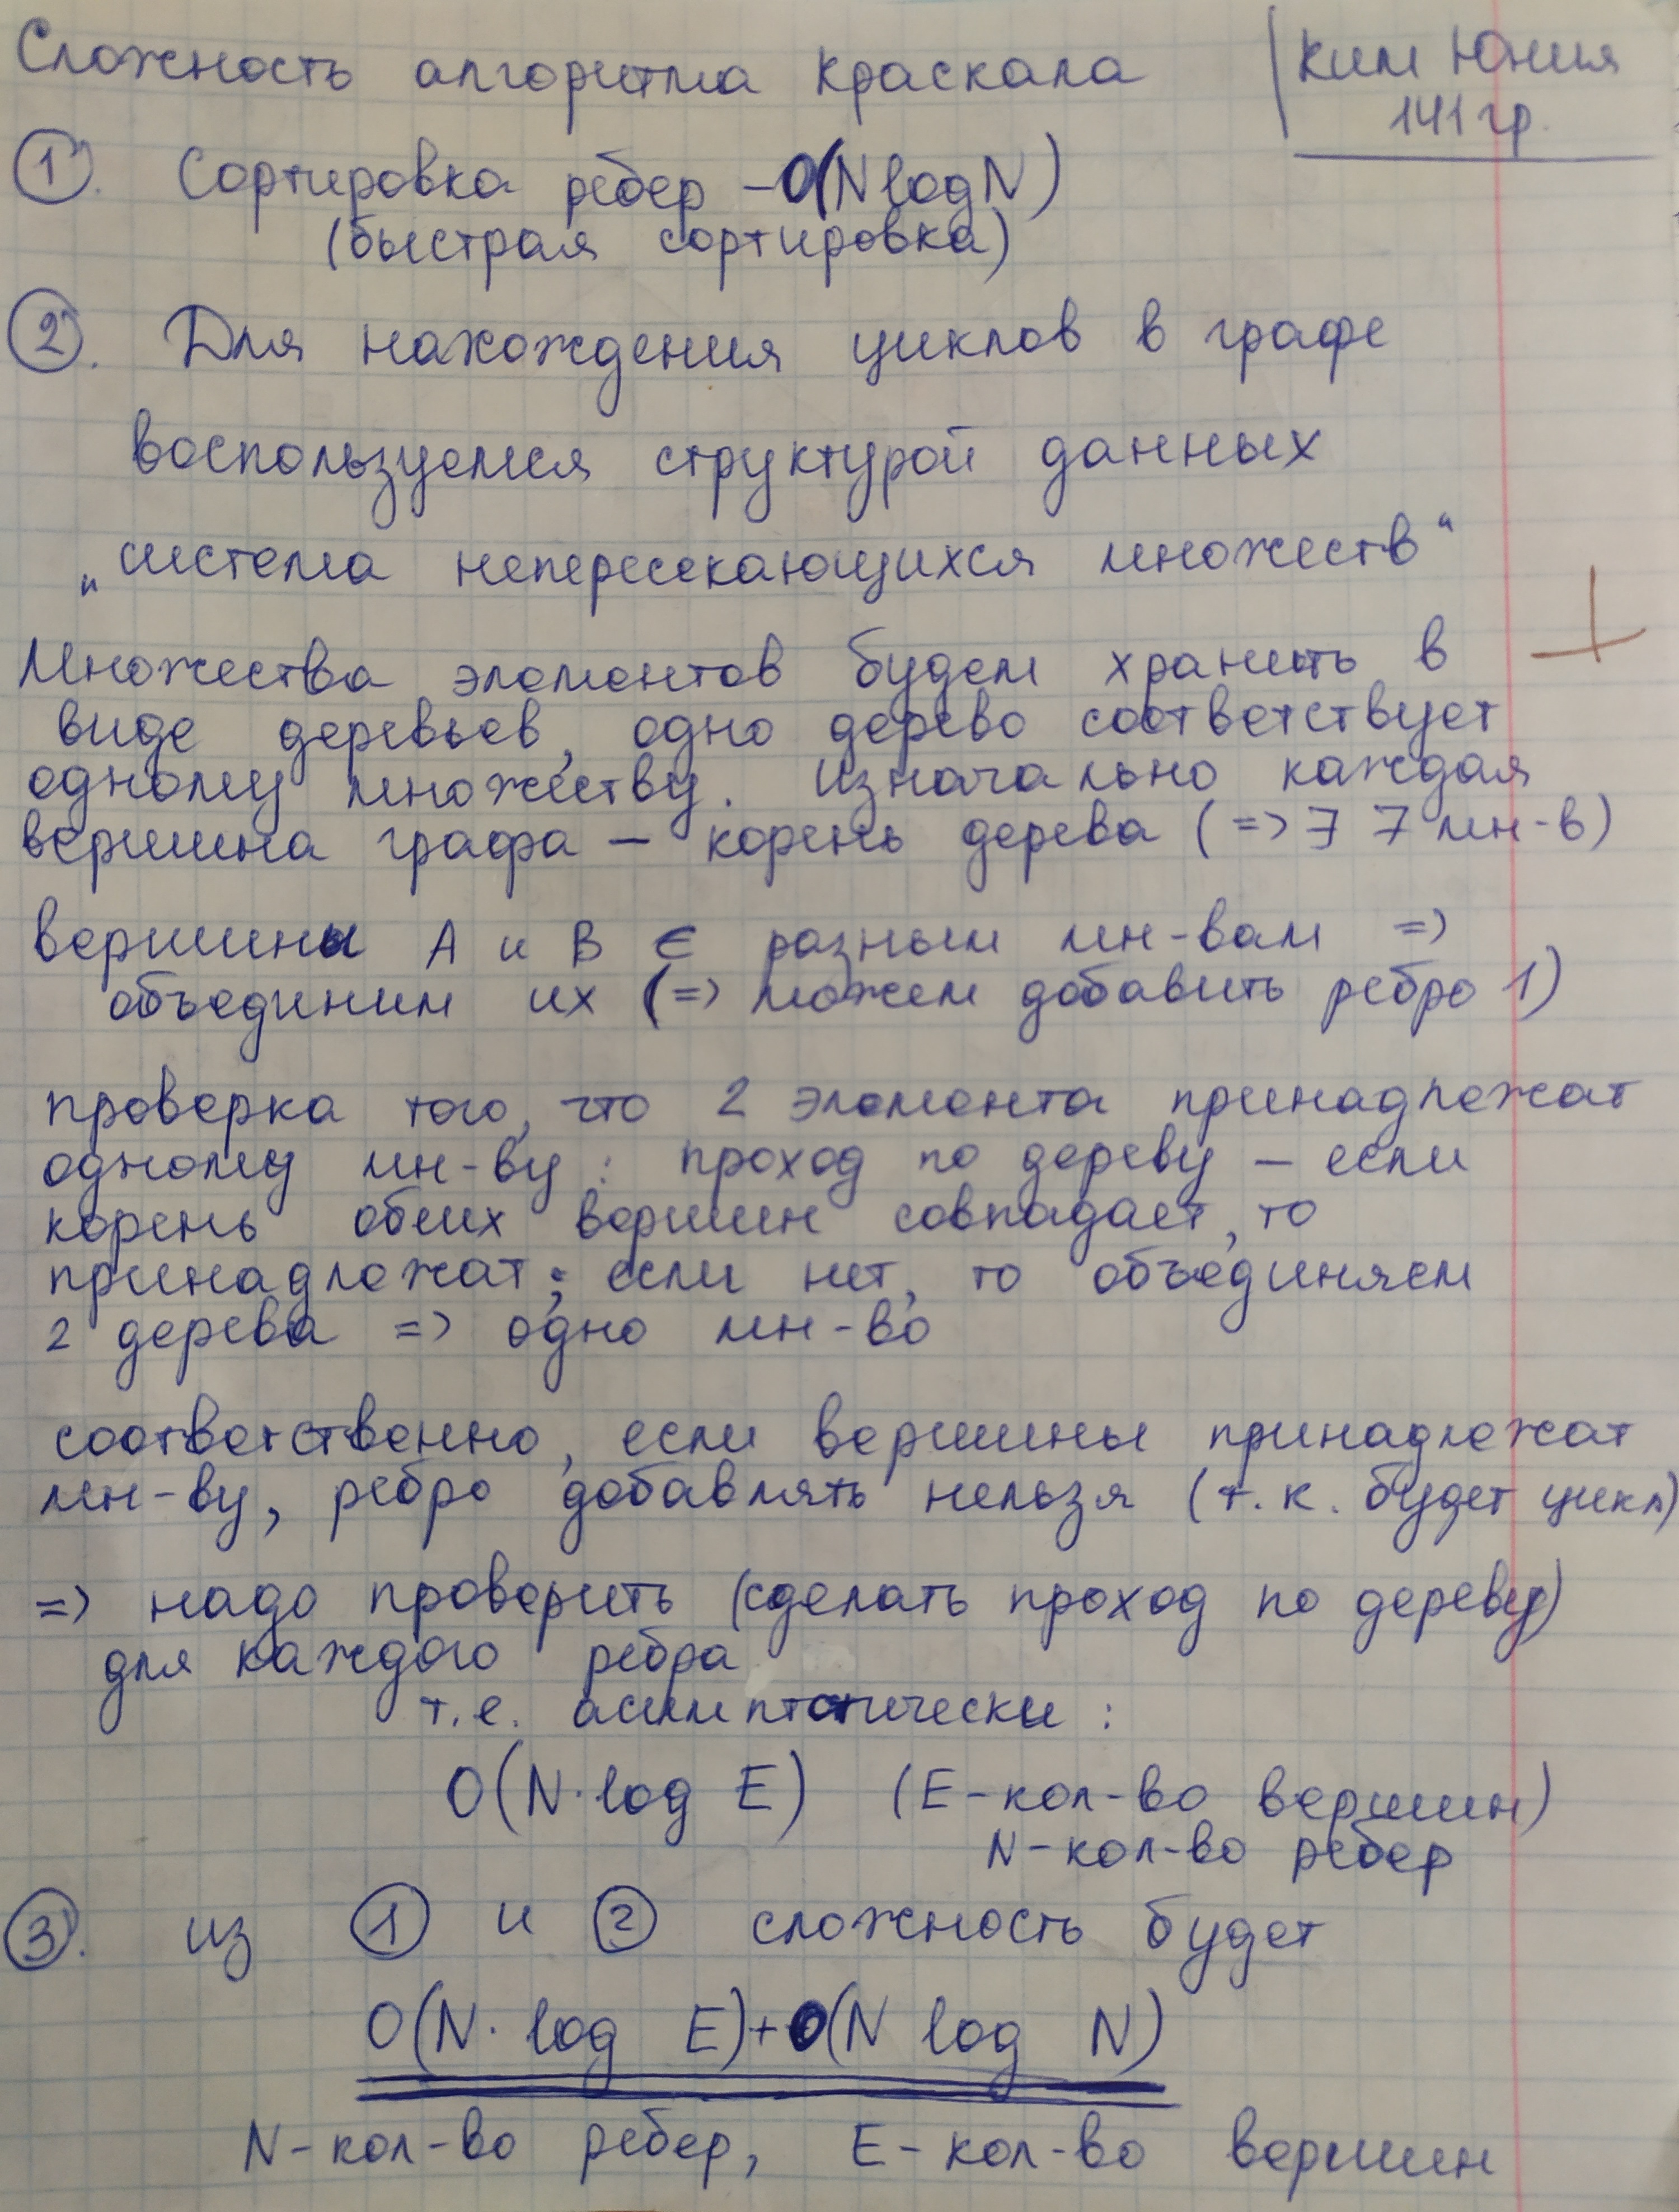 Сложность алгоритма краскала
Ким Юния
141 гр.
1. Сортировка ребер - O(N log N)
(быстрая сортировка)
2. Для нахождения циклов в графе
воспользуемся структурой данных
„система непересекающихся множеств“
Множества элементов будем хранить в
виде деревьев, одно дерево соответствует
одному множеству. Изначально каждая
вершина графа – корень дерева (=> ∃ 7 мн-в)
вершины A и B ∈ разным мн-вам =>
объединим их (=> можем добавить ребро 1)
проверка того, что 2 элемента принадлежат
одному мн-ву : проход по дереву – если
корень обеих вершин совпадает, то
принадлежат; если нет, то объединяем
2 дерева => одно мн-во
соответственно, если вершины принадлежат
мн-ву, ребро добавлять нельзя (т.к. будет цикл)
=> надо проверить (сделать проход по дереву)
для каждого ребра
т.е. асимптотически :
O(N·log E) (E-кол-во вершин)
N-кол-во ребер
3. из 1 и 2 сложность будет
O(N· log E)+O(N log N)
N-кол-во ребер, E-кол-во вершин